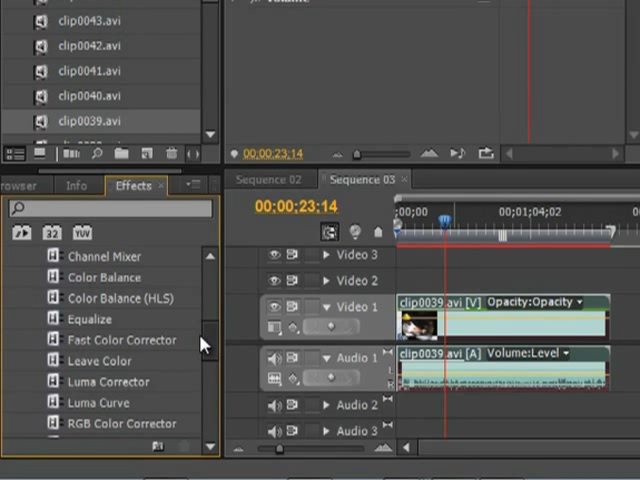 clip0043.avi
clip0042.avi
clip0041.avi
clip0040.avi
clip0039.avi
00;00;23;14
rowser Info Effects ×
Sequence 02 Sequence 03 ×
00;00;23;14
;00;00 00;01;04;02
32 YUV
Channel Mixer
Color Balance
Color Balance (HLS)
Equalize
Fast Color Corrector
Leave Color
Luma Corrector
Luma Curve
RGB Color Corrector
Video 3
Video 2
Video 1
clip0039.avi [V] Opacity:Opacity
Audio 1
clip0039.avi [A] Volume:Level
L
R
Audio 2
Audio 3